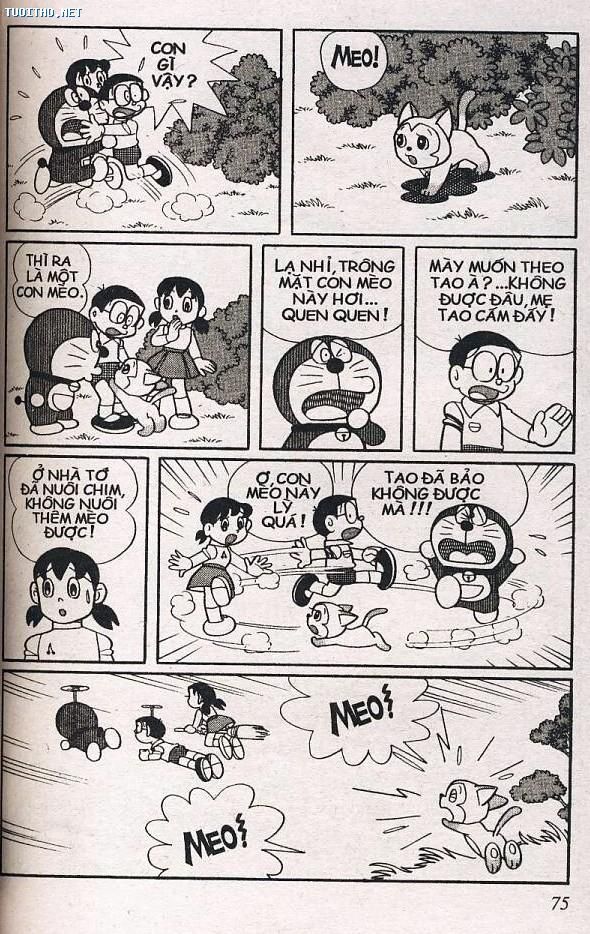 TUOITHO.NET
CON
GÌ
VẬY?
MEO!
THÌ RA
LÀ MỘT
CON MÈO.
LẠ NHỈ, TRÔNG
MẶT CON MÈO
NÀY HƠI...
QUEN QUEN!
MÀY MUỐN THEO
TAO À?...KHÔNG
ĐƯỢC ĐÂU, MẸ
TAO CẤM ĐẤY!
Ở NHÀ TỚ
ĐÃ NUÔI CHIM,
KHÔNG NUÔI
THÊM MÈO
ĐƯỢC!
Ơ, CON
MÈO NÀY
LỲ
QUÁ!
TAO ĐÃ BẢO
KHÔNG ĐƯỢC
MÀ!!!
MEO!
MEO!
75